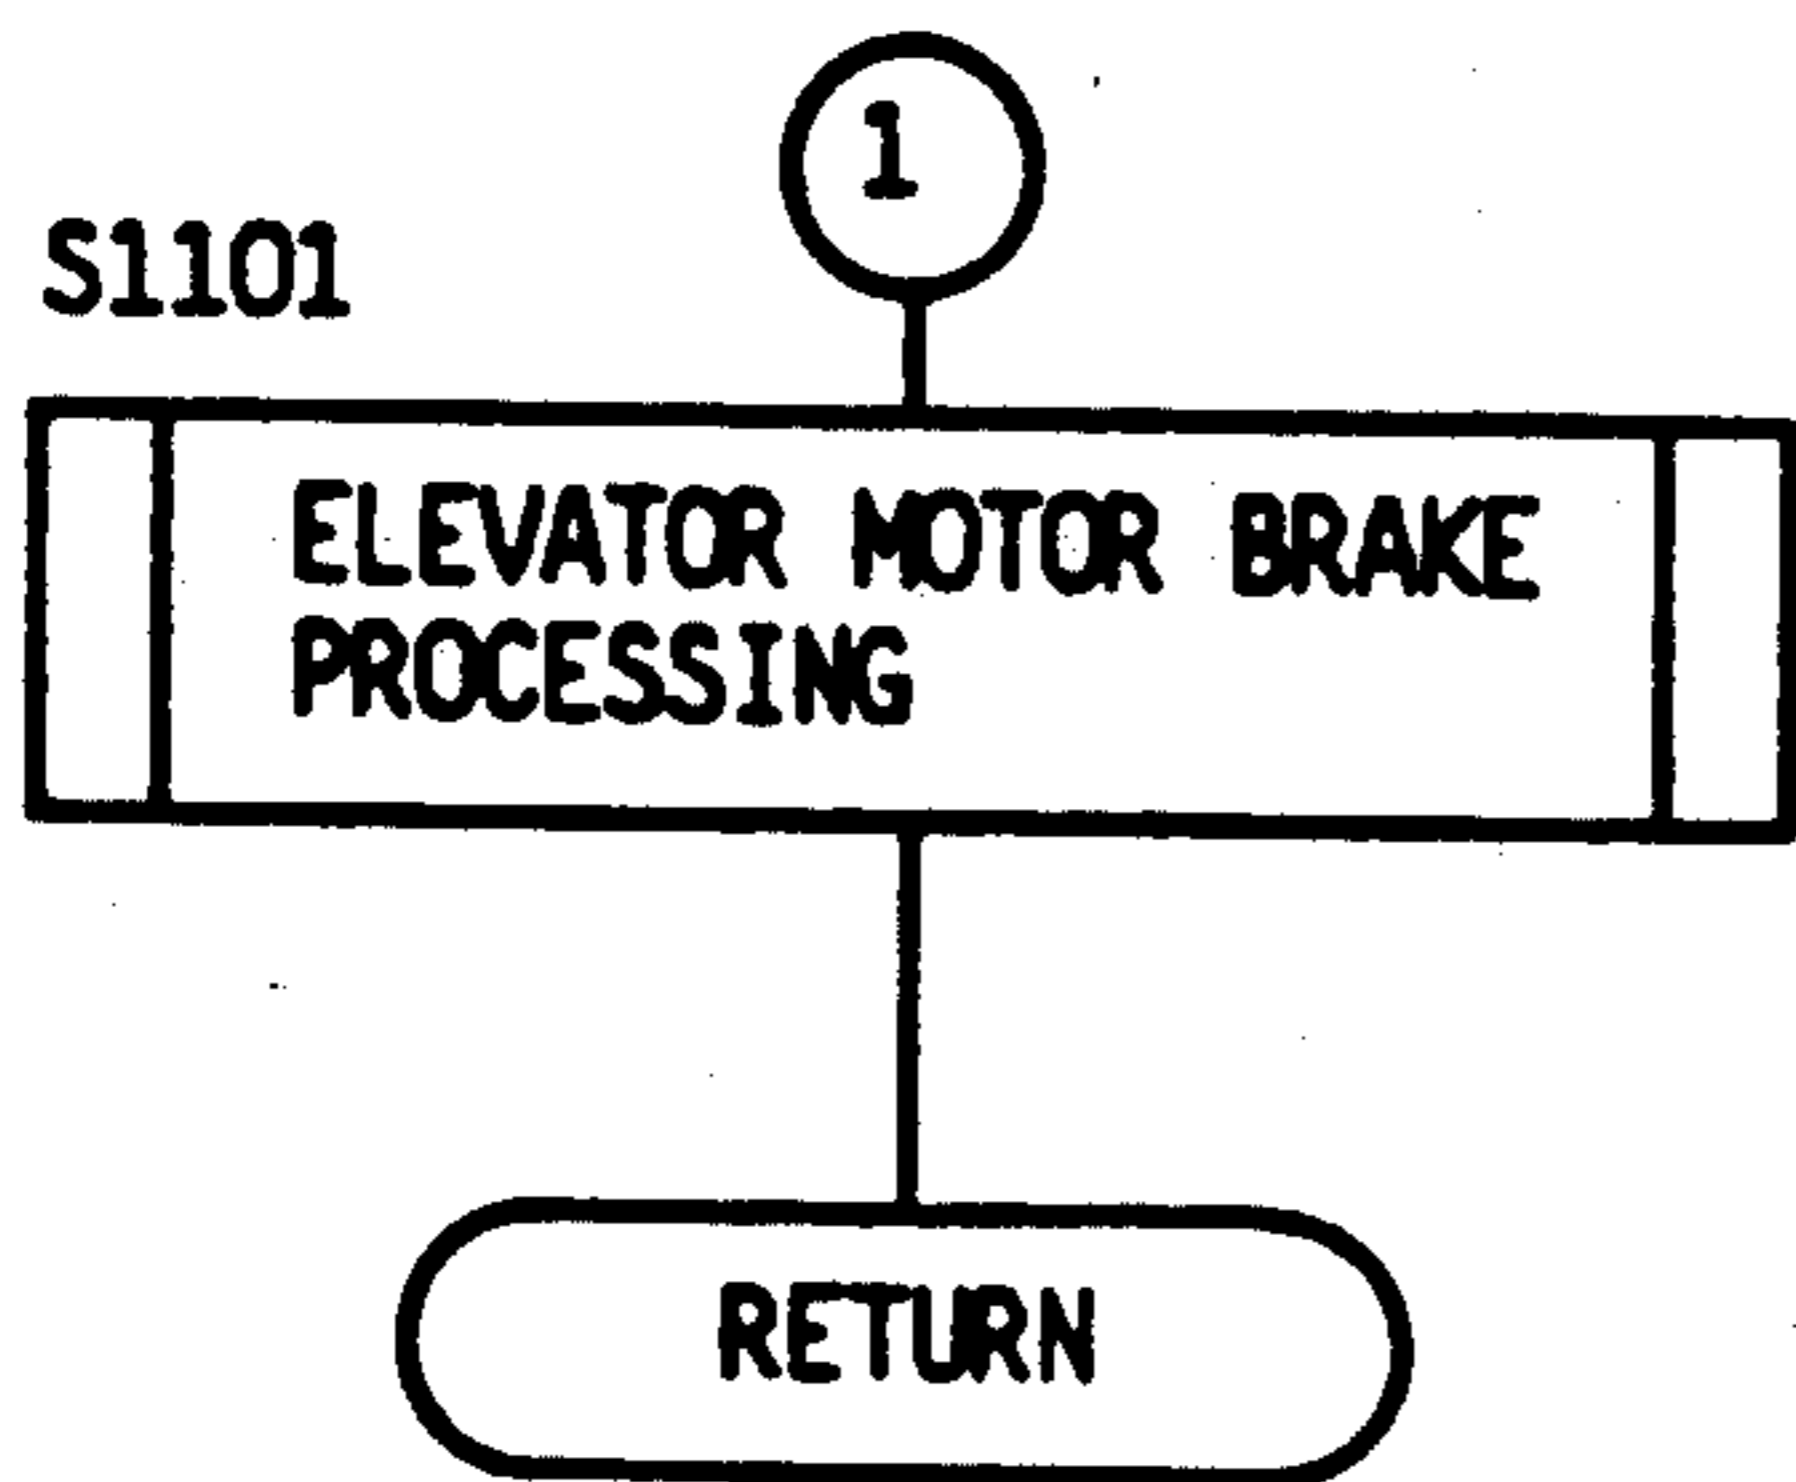 1
S1101
ELEVATOR MOTOR BRAKE
PROCESSING
RETURN